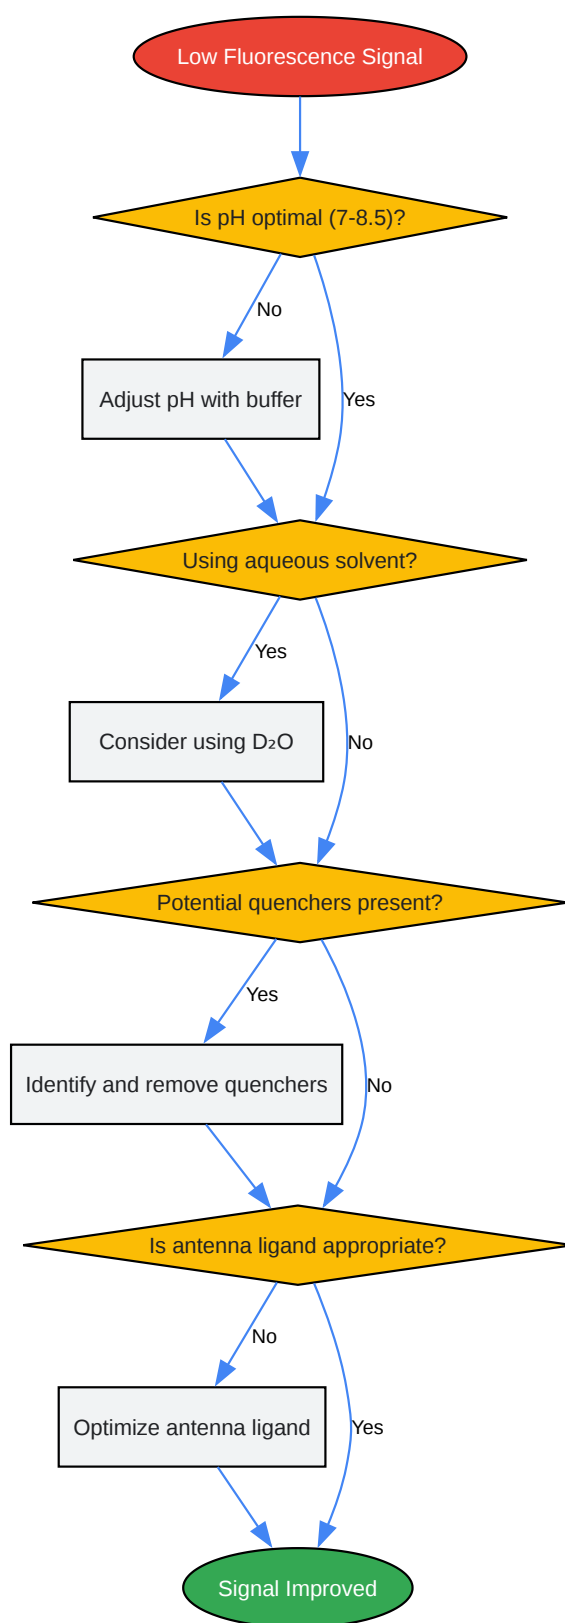 Low Fluorescence Signal
Is pH optimal (7-8.5)?
No
Adjust pH with buffer
Yes
Using aqueous solvent?
Yes
Consider using D₂O
No
Potential quenchers present?
Yes
Identify and remove quenchers
No
Is antenna ligand appropriate?
No
Optimize antenna ligand
Yes
Signal Improved